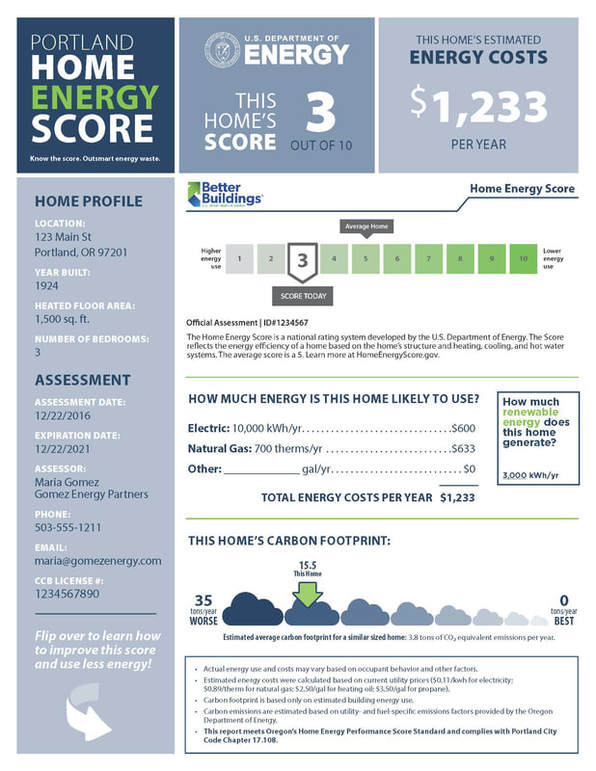 PORTLAND
HOME
ENERGY
SCORE
Know the score. Outsmart energy waste.
U.S. DEPARTMENT OF
ENERGY
THIS
HOME'S
SCORE
3
OUT OF 10
THIS HOME'S ESTIMATED
ENERGY COSTS
$1,233
PER YEAR
HOME PROFILE
LOCATION:
123 Main St
Portland, OR 97201
YEAR BUILT:
1924
HEATED FLOOR AREA:
1,500 sq. ft.
NUMBER OF BEDROOMS:
3
ASSESSMENT
ASSESSMENT DATE:
12/22/2016
EXPIRATION DATE:
12/22/2021
ASSESSOR:
Maria Gomez
Gomez Energy Partners
PHONE:
503-555-1211
EMAIL:
maria@gomezenergy.com
CCB LICENSE #:
1234567890
Flip over to learn how
to improve this score
and use less energy!
Better
Buildings
Home Energy Score
Average Home
Higher
energy
use
1 2 3 4 5 6 7 8 9 10
Lower
energy
use
SCORE TODAY
Official Assessment | ID#1234567
The Home Energy Score is a national rating system developed by the U.S. Department of Energy. The Score
reflects the energy efficiency of a home based on the home's structure and heating, cooling, and hot water
systems. The average score is a 5. Learn more at HomeEnergyScore.gov.
HOW MUCH ENERGY IS THIS HOME LIKELY TO USE?
Electric: 10,000 kWh/yr. . . . . . . . . . . . . . . . . . . . . . . . . . . . .$600
Natural Gas: 700 therms/yr . . . . . . . . . . . . . . . . . . . . . . . .$633
Other: ____________ gal/yr. . . . . . . . . . . . . . . . . . . . . . . . . . $0
TOTAL ENERGY COSTS PER YEAR $1,233
How much
renewable
energy does
this home
generate?
3,000 kWh/yr
THIS HOME'S CARBON FOOTPRINT:
15.5
This Home
35
tons/year
WORSE
0
tons/year
BEST
Estimated average carbon footprint for a similar sized home: 3.8 tons of CO₂ equivalent emissions per year.
• Actual energy use and costs may vary based on occupant behavior and other factors.
• Estimated energy costs were calculated based on current utility prices ($0.11/kwh for electricity;
$0.89/therm for natural gas; $2.50/gal for heating oil; $3.50/gal for propane).
• Carbon footprint is based only on estimated building energy use.
• Carbon emissions are estimated based on utility- and fuel-specific emissions factors provided by the Oregon
Department of Energy.
• This report meets Oregon's Home Energy Performance Score Standard and complies with Portland City
Code Chapter 17.108.